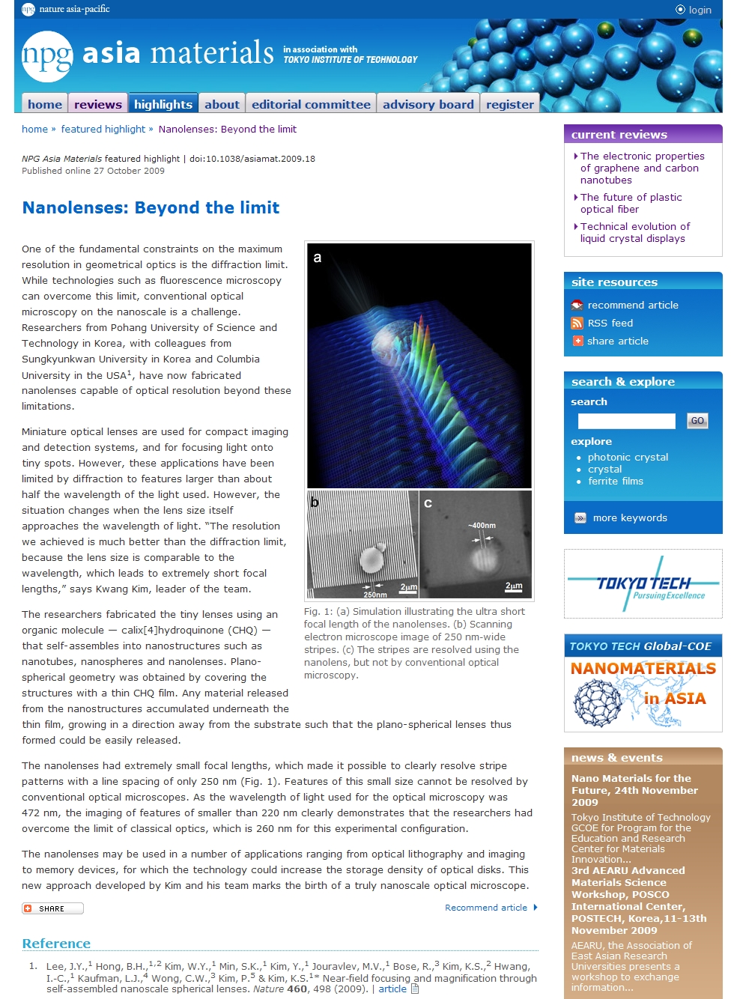 npg nature asia-pacific
login
npg asia materials in association with
TOKYO INSTITUTE OF TECHNOLOGY
home reviews highlights about editorial committee advisory board register
home » featured highlight » Nanolenses: Beyond the limit
NPG Asia Materials featured highlight | doi:10.1038/asiamat.2009.18
Published online 27 October 2009
Nanolenses: Beyond the limit
One of the fundamental constraints on the maximum
resolution in geometrical optics is the diffraction limit.
While technologies such as fluorescence microscopy
can overcome this limit, conventional optical
microscopy on the nanoscale is a challenge.
Researchers from Pohang University of Science and
Technology in Korea, with colleagues from
Sungkyunkwan University in Korea and Columbia
University in the USA1, have now fabricated
nanolenses capable of optical resolution beyond these
limitations.
Miniature optical lenses are used for compact imaging
and detection systems, and for focusing light onto
tiny spots. However, these applications have been
limited by diffraction to features larger than about
half the wavelength of the light used. However, the
situation changes when the lens size itself
approaches the wavelength of light. “The resolution
we achieved is much better than the diffraction limit,
because the lens size is comparable to the
wavelength, which leads to extremely short focal
lengths,” says Kwang Kim, leader of the team.
The researchers fabricated the tiny lenses using an
organic molecule — calix[4]hydroquinone (CHQ) —
that self-assembles into nanostructures such as
nanotubes, nanospheres and nanolenses. Plano-
spherical geometry was obtained by covering the
structures with a thin CHQ film. Any material released
from the nanostructures accumulated underneath the
thin film, growing in a direction away from the substrate such that the plano-spherical lenses thus
formed could be easily released.
a
b
250nm
2μm
c
~400nm
2μm
Fig. 1: (a) Simulation illustrating the ultra short
focal length of the nanolenses. (b) Scanning
electron microscope image of 250 nm-wide
stripes. (c) The stripes are resolved using the
nanolens, but not by conventional optical
microscopy.
The nanolenses had extremely small focal lengths, which made it possible to clearly resolve stripe
patterns with a line spacing of only 250 nm (Fig. 1). Features of this small size cannot be resolved by
conventional optical microscopes. As the wavelength of light used for the optical microscopy was
472 nm, the imaging of features of smaller than 220 nm clearly demonstrates that the researchers had
overcome the limit of classical optics, which is 260 nm for this experimental configuration.
The nanolenses may be used in a number of applications ranging from optical lithography and imaging
to memory devices, for which the technology could increase the storage density of optical disks. This
new approach developed by Kim and his team marks the birth of a truly nanoscale optical microscope.
SHARE
Recommend article
Reference
1. Lee, J.Y.,1 Hong, B.H.,1,2 Kim, W.Y.,1 Min, S.K.,1 Kim, Y.,1 Jouravlev, M.V.,1 Bose, R.,3 Kim, K.S.,2 Hwang,
I.-C.,1 Kaufman, L.J.,4 Wong, C.W.,3 Kim, P.5 & Kim, K.S.1* Near-field focusing and magnification through
self-assembled nanoscale spherical lenses. Nature 460, 498 (2009). | article
current reviews
The electronic properties
of graphene and carbon
nanotubes
The future of plastic
optical fiber
Technical evolution of
liquid crystal displays
site resources
recommend article
RSS feed
share article
search & explore
search
GO
explore
photonic crystal
crystal
ferrite films
more keywords
TOKYO TECH
Pursuing Excellence
TOKYO TECH Global-COE
NANOMATERIALS
in ASIA
news & events
Nano Materials for the
Future, 24th November
2009
Tokyo Institute of Technology
GCOE for Program for the
Education and Research
Center for Materials
Innovation...
3rd AEARU Advanced
Materials Science
Workshop, POSCO
International Center,
POSTECH, Korea,11-13th
November 2009
AEARU, the Association of
East Asian Research
Universities presents a
workshop to exchange
information...